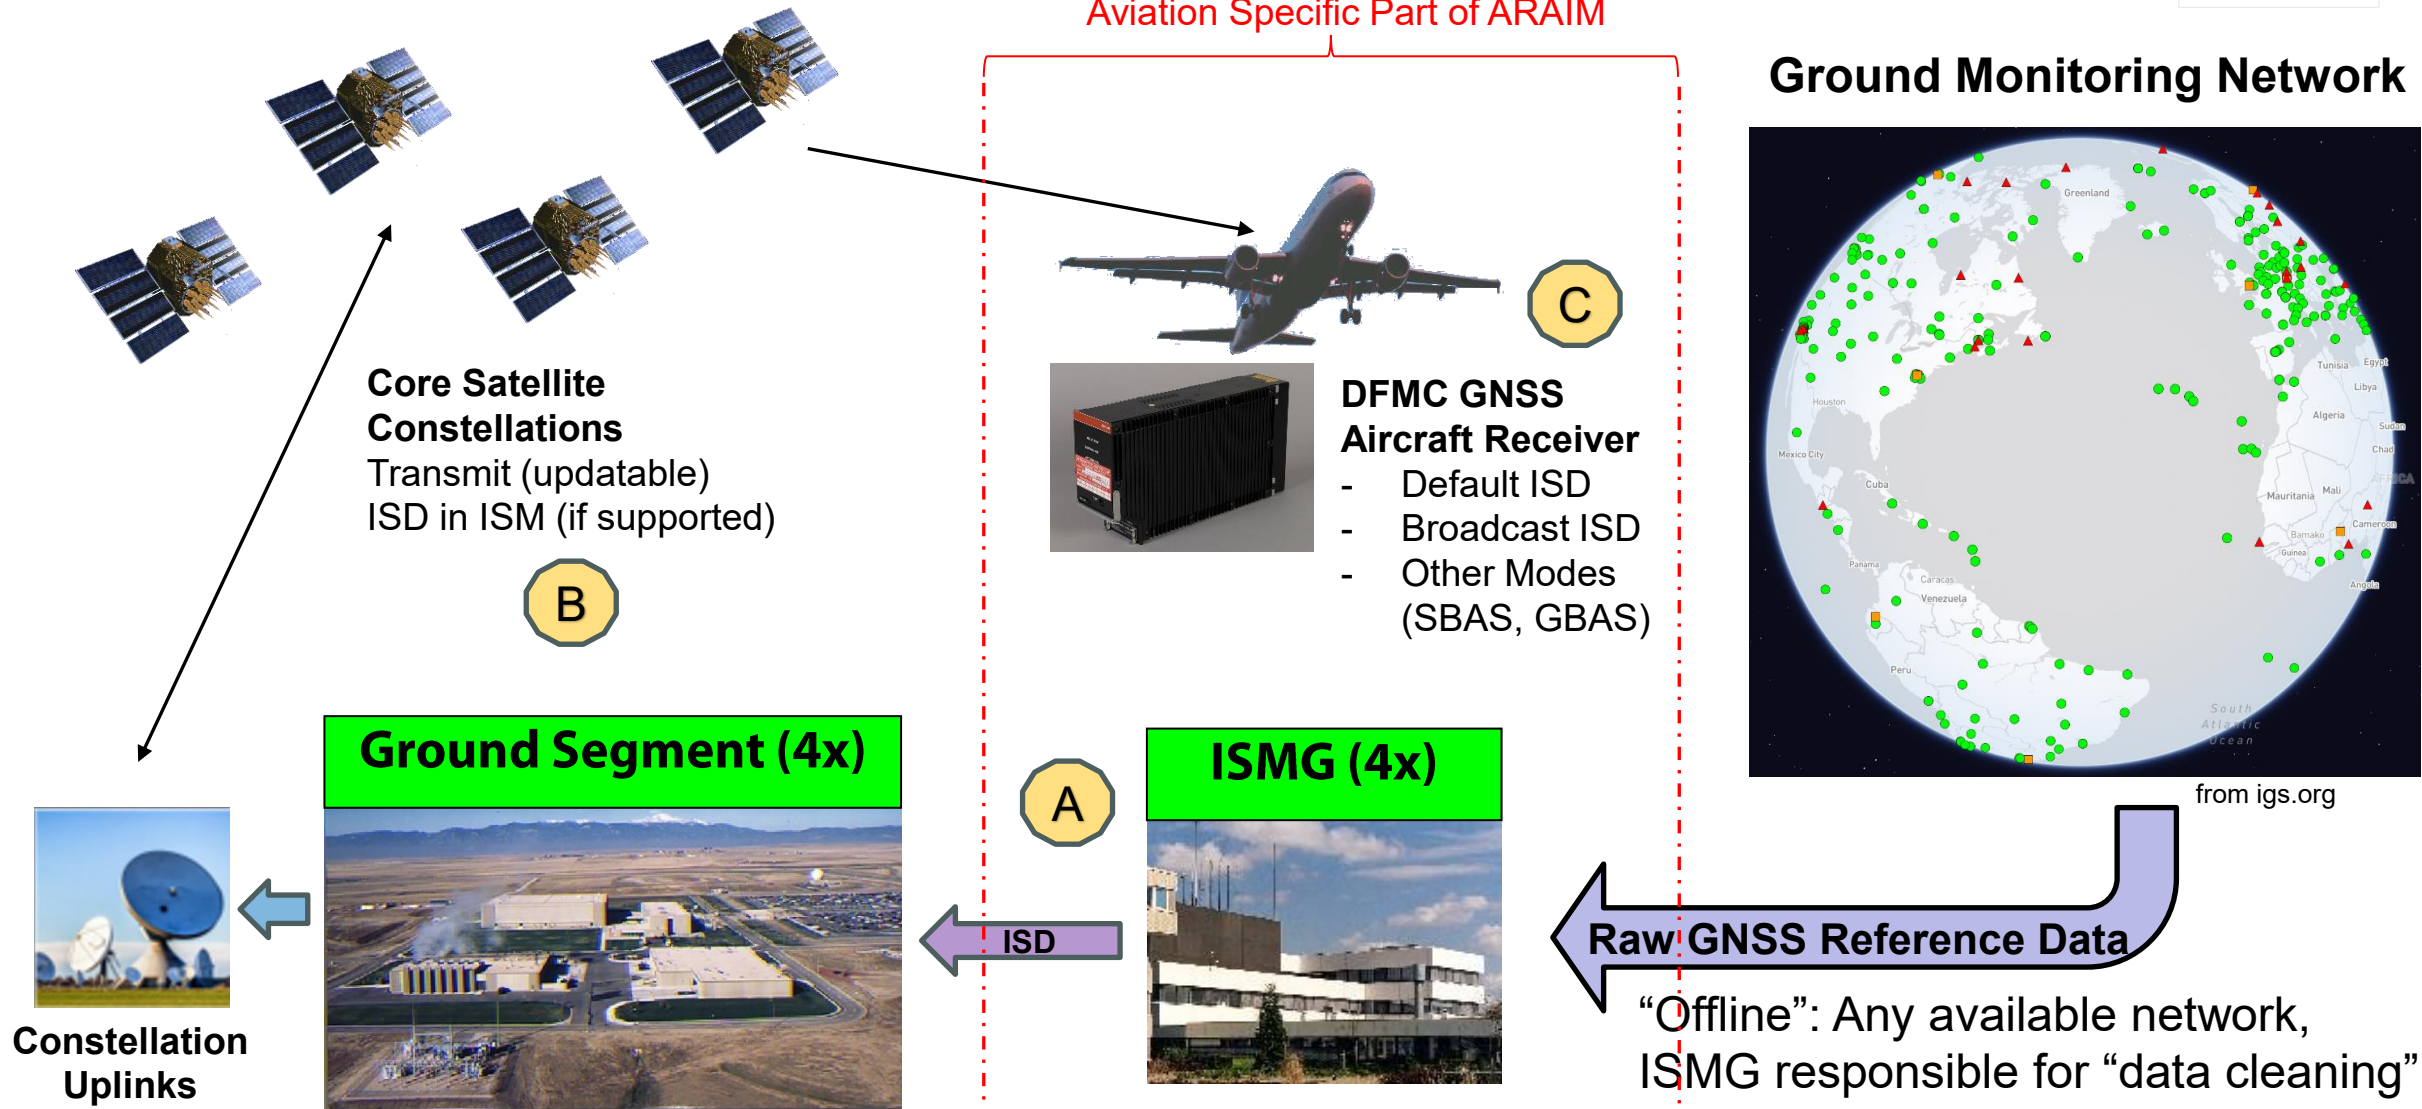 Aviation Specific Part of ARAIM
Ground Monitoring Network
Core Satellite
Constellations
Transmit (updatable)
ISD in ISM (if supported)
B
C
DFMC GNSS
Aircraft Receiver
- Default ISD
- Broadcast ISD
- Other Modes
(SBAS, GBAS)
Greenland
Houston
Mexico City
Cuba
Panama
Caracas
Venezuela
Peru
Tunisia
Egypt
Libya
Algeria
Sudan
Chad
AFRICA
Mauritania
Mali
Cameroon
Bamako
Guinea
Angola
South
Atlantic
Ocean
from igs.org
Ground Segment (4x)
A
ISMG (4x)
ISD
Raw GNSS Reference Data
Constellation
Uplinks
“Offline”: Any available network,
ISMG responsible for “data cleaning”